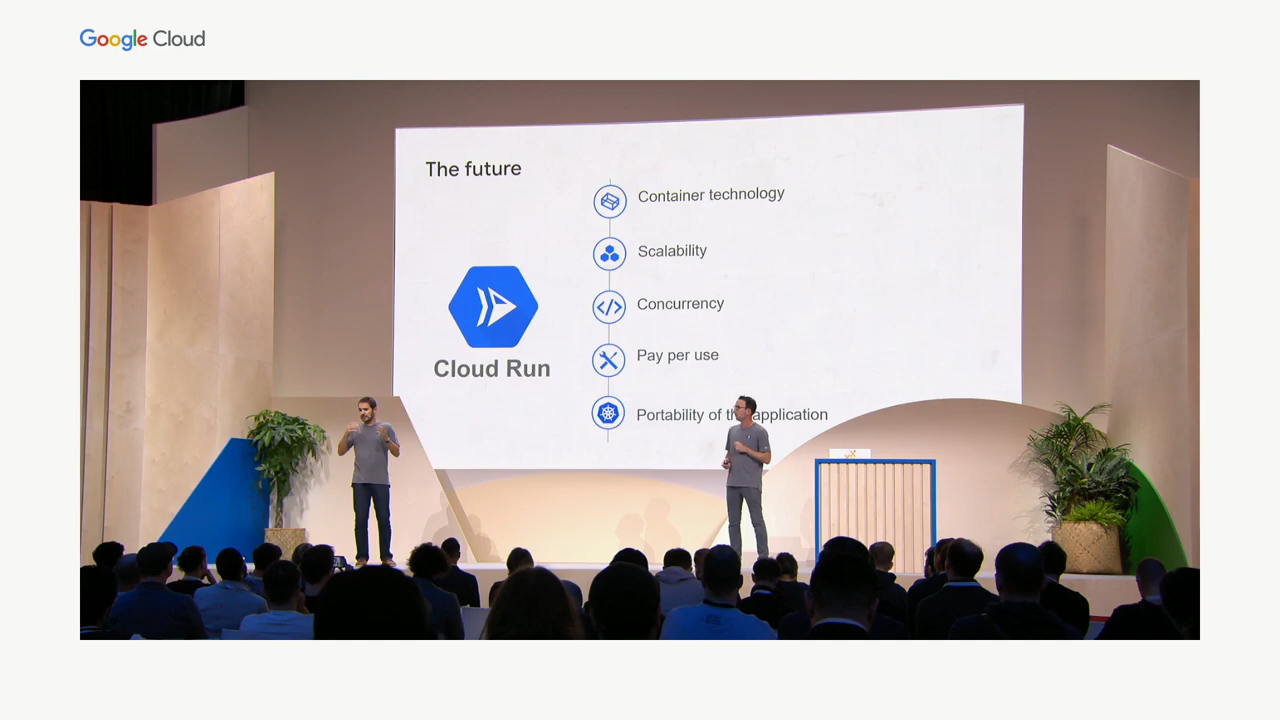 Google Cloud
The future
Container technology
Scalability
Concurrency
Cloud Run
Pay per use
Portability of the application